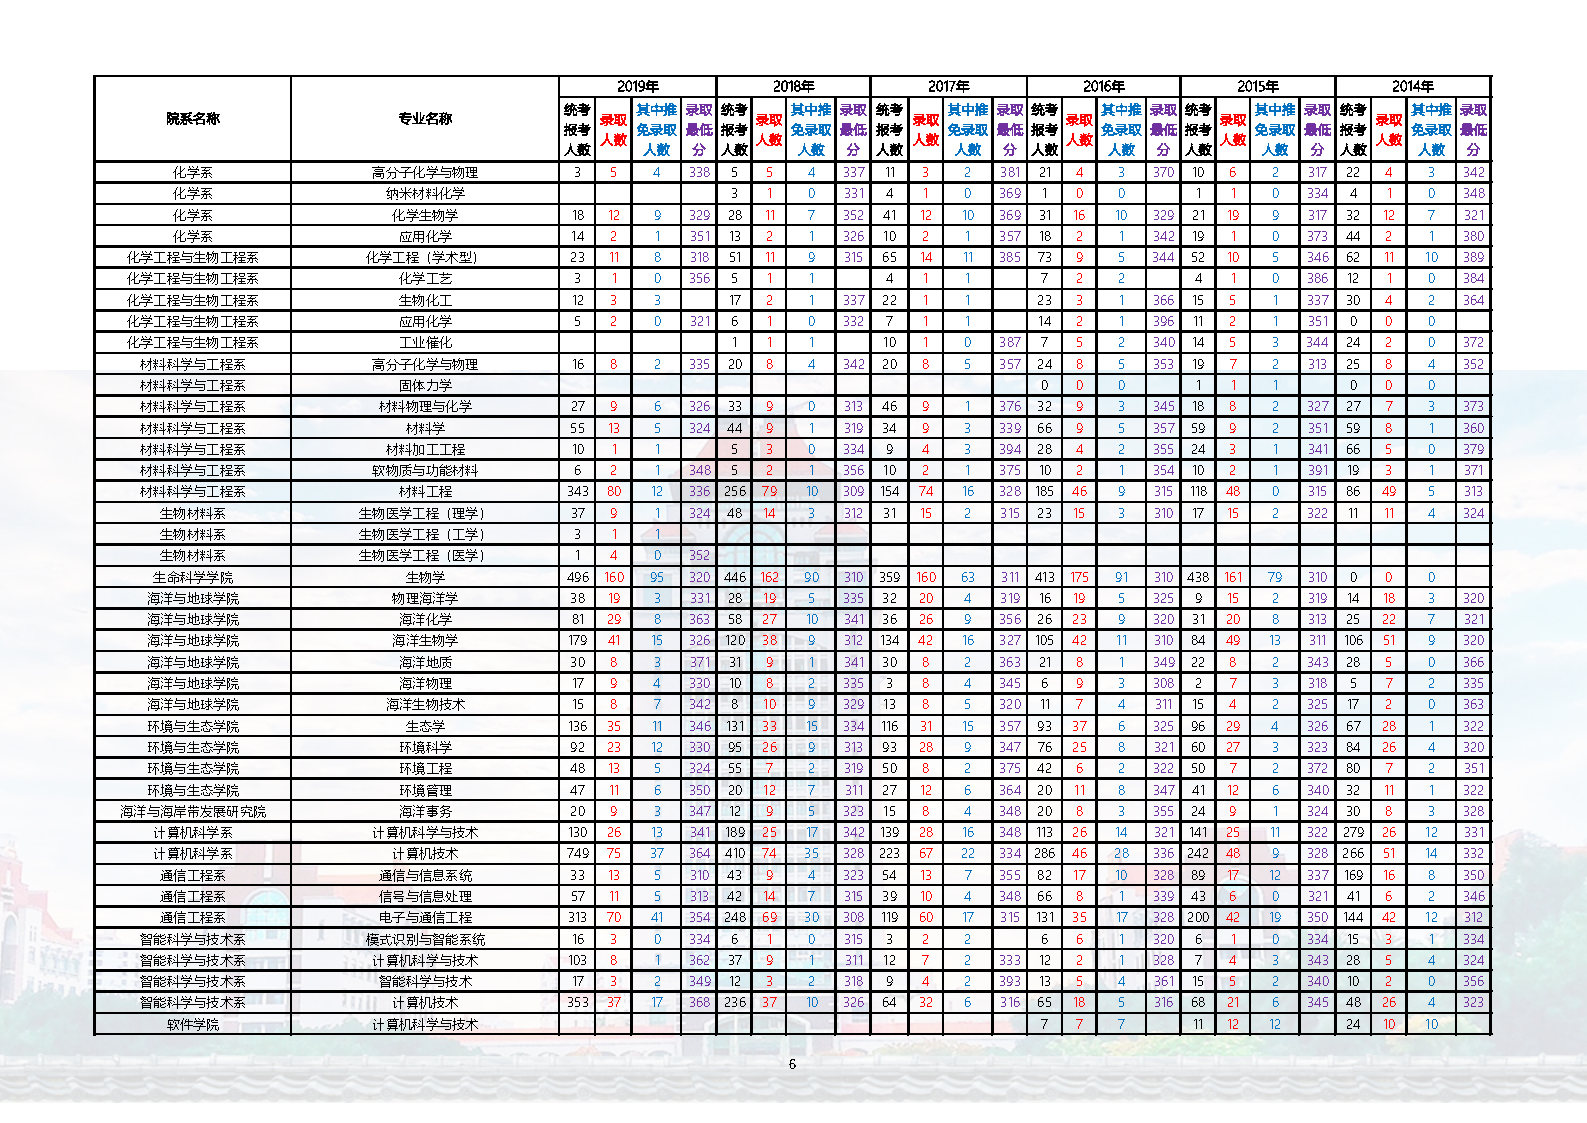 院系名称 专业名称 2019年 2018年 2017年 2016年 2015年 2014年
统考报考人数 录取人数 其中推免录取人数 录取最低分 统考报考人数 录取人数 其中推免录取人数 录取最低分 统考报考人数 录取人数 其中推免录取人数 录取最低分 统考报考人数 录取人数 其中推免录取人数 录取最低分 统考报考人数 录取人数 其中推免录取人数 录取最低分 统考报考人数 录取人数 其中推免录取人数 录取最低分
化学系 高分子化学与物理 3 5 4 338 5 5 4 337 11 3 2 381 21 4 3 370 10 6 2 317 22 4 3 342
化学系 纳米材料化学 3 1 0 331 4 1 0 369 1 0 0 1 1 0 334 4 1 0 348
化学系 化学生物学 18 12 9 329 28 11 7 352 41 12 10 369 31 16 10 329 21 19 9 317 32 12 7 321
化学系 应用化学 14 2 1 351 13 2 1 326 10 2 1 357 18 2 1 342 19 1 0 373 44 2 1 380
化学工程与生物工程系 化学工程（学术型） 23 11 8 318 51 11 9 315 65 14 11 385 73 9 5 344 52 10 5 346 62 11 10 389
化学工程与生物工程系 化学工艺 3 1 0 356 5 1 1 4 1 1 7 2 2 4 1 0 386 12 1 0 384
化学工程与生物工程系 生物化工 12 3 3 17 2 1 337 22 1 1 23 3 1 366 15 5 1 337 30 4 2 364
化学工程与生物工程系 应用化学 5 2 0 321 6 1 0 332 7 1 1 14 2 1 396 11 2 1 351 0 0 0
化学工程与生物工程系 工业催化 1 1 1 10 1 0 387 7 5 2 340 14 5 3 344 24 2 0 372
材料科学与工程系 高分子化学与物理 16 8 2 335 20 8 4 342 20 8 5 357 24 8 5 353 19 7 2 313 25 8 4 352
材料科学与工程系 固体力学 0 0 0 1 1 1 0 0 0
材料科学与工程系 材料物理与化学 27 9 6 326 33 9 0 313 46 9 1 376 32 9 3 345 18 8 2 327 27 7 3 373
材料科学与工程系 材料学 55 13 5 324 44 9 1 319 34 9 3 339 66 9 5 357 59 9 2 351 59 8 1 360
材料科学与工程系 材料加工工程 10 1 1 5 3 0 334 9 4 3 394 28 4 2 355 24 3 1 341 66 5 0 379
材料科学与工程系 软物质与功能材料 6 2 1 348 5 2 1 356 10 2 1 375 10 2 1 354 10 2 1 391 19 3 1 371
材料科学与工程系 材料工程 343 80 12 336 256 79 10 309 154 74 16 328 185 46 9 315 118 48 0 315 86 49 5 313
生物材料系 生物医学工程（理学） 37 9 1 324 48 14 3 312 31 15 2 315 23 15 3 310 17 15 2 322 11 11 4 324
生物材料系 生物医学工程（工学） 3 1 1
生物材料系 生物医学工程（医学） 1 4 0 352
生命科学学院 生物学 496 160 95 320 446 162 90 310 359 160 63 311 413 175 91 310 438 161 79 310 0 0 0
海洋与地球学院 物理海洋学 38 19 3 331 28 19 5 335 32 20 4 319 16 19 5 325 9 15 2 319 14 18 3 320
海洋与地球学院 海洋化学 81 29 8 363 58 27 10 341 36 26 9 356 26 23 9 320 31 20 8 313 25 22 7 321
海洋与地球学院 海洋生物学 179 41 15 326 120 38 9 312 134 42 16 327 105 42 11 310 84 49 13 311 106 51 9 320
海洋与地球学院 海洋地质 30 8 3 371 31 9 1 341 30 8 2 363 21 8 1 349 22 8 2 343 28 5 0 366
海洋与地球学院 海洋物理 17 9 4 330 10 8 2 335 3 8 4 345 6 9 3 308 2 7 3 318 5 7 2 335
海洋与地球学院 海洋生物技术 15 8 7 342 8 10 9 329 13 8 5 320 11 7 4 311 15 4 2 325 17 2 0 363
环境与生态学院 生态学 136 35 11 346 131 33 15 334 116 31 15 357 93 37 6 325 96 29 4 326 67 28 1 322
环境与生态学院 环境科学 92 23 12 330 95 26 9 313 93 28 9 347 76 25 8 321 60 27 3 323 84 26 4 320
环境与生态学院 环境工程 48 13 5 324 55 7 2 319 50 8 2 375 42 6 2 322 50 7 2 372 80 7 2 351
环境与生态学院 环境管理 47 11 6 350 20 12 7 311 27 12 6 364 20 11 8 347 41 12 6 340 32 11 1 322
海洋与海岸带发展研究院 海洋事务 20 9 3 347 12 9 5 323 15 8 4 348 20 8 3 355 24 9 1 324 30 8 3 328
计算机科学系 计算机科学与技术 130 26 13 341 189 25 17 342 139 28 16 348 113 26 14 321 141 25 11 322 279 26 12 331
计算机科学系 计算机技术 749 75 37 364 410 74 35 328 223 67 22 334 286 46 28 336 242 48 9 328 266 51 14 332
通信工程系 通信与信息系统 33 13 5 310 43 9 4 323 54 13 7 355 82 17 10 328 89 17 12 337 169 16 8 350
通信工程系 信号与信息处理 57 11 5 313 42 14 7 315 39 10 4 348 66 8 1 339 43 6 0 321 41 6 2 346
通信工程系 电子与通信工程 313 70 41 354 248 69 30 308 119 60 17 315 131 35 17 328 200 42 19 350 144 42 12 312
智能科学与技术系 模式识别与智能系统 16 3 0 334 6 1 0 315 3 2 2 6 6 1 320 6 1 0 334 15 3 1 334
智能科学与技术系 计算机科学与技术 103 8 1 362 37 9 1 311 12 7 2 333 12 2 1 328 7 4 3 343 28 5 4 324
智能科学与技术系 智能科学与技术 17 3 2 349 12 3 2 318 9 4 2 393 13 5 4 361 15 5 2 340 10 2 0 356
智能科学与技术系 计算机技术 353 37 17 368 236 37 10 326 64 32 6 316 65 18 5 316 68 21 6 345 48 26 4 323
软件学院 计算机科学与技术 7 7 7 11 12 12 24 10 10
6